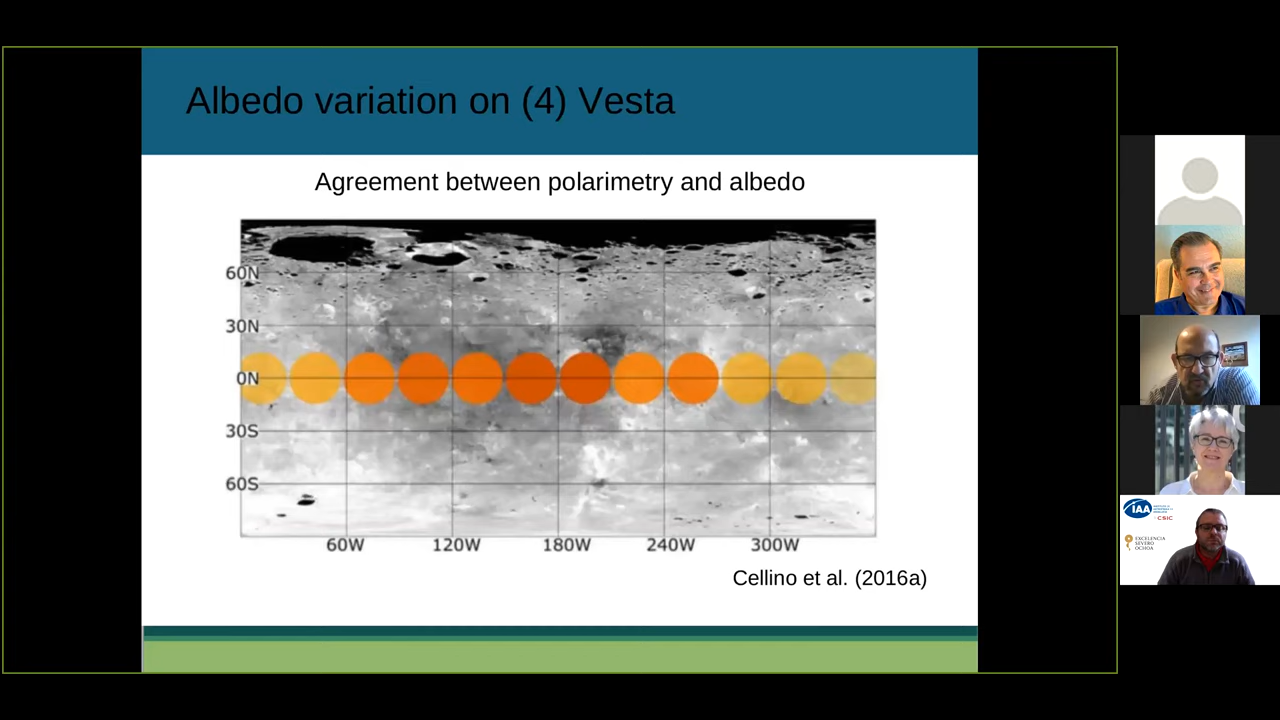 Albedo variation on (4) Vesta
Agreement between polarimetry and albedo
60N
30N
0N
30S
60S
60W 120W 180W 240W 300W
Cellino et al. (2016a)
IAA
CSIC
EXCELENCIA
SEVERO
OCHOA